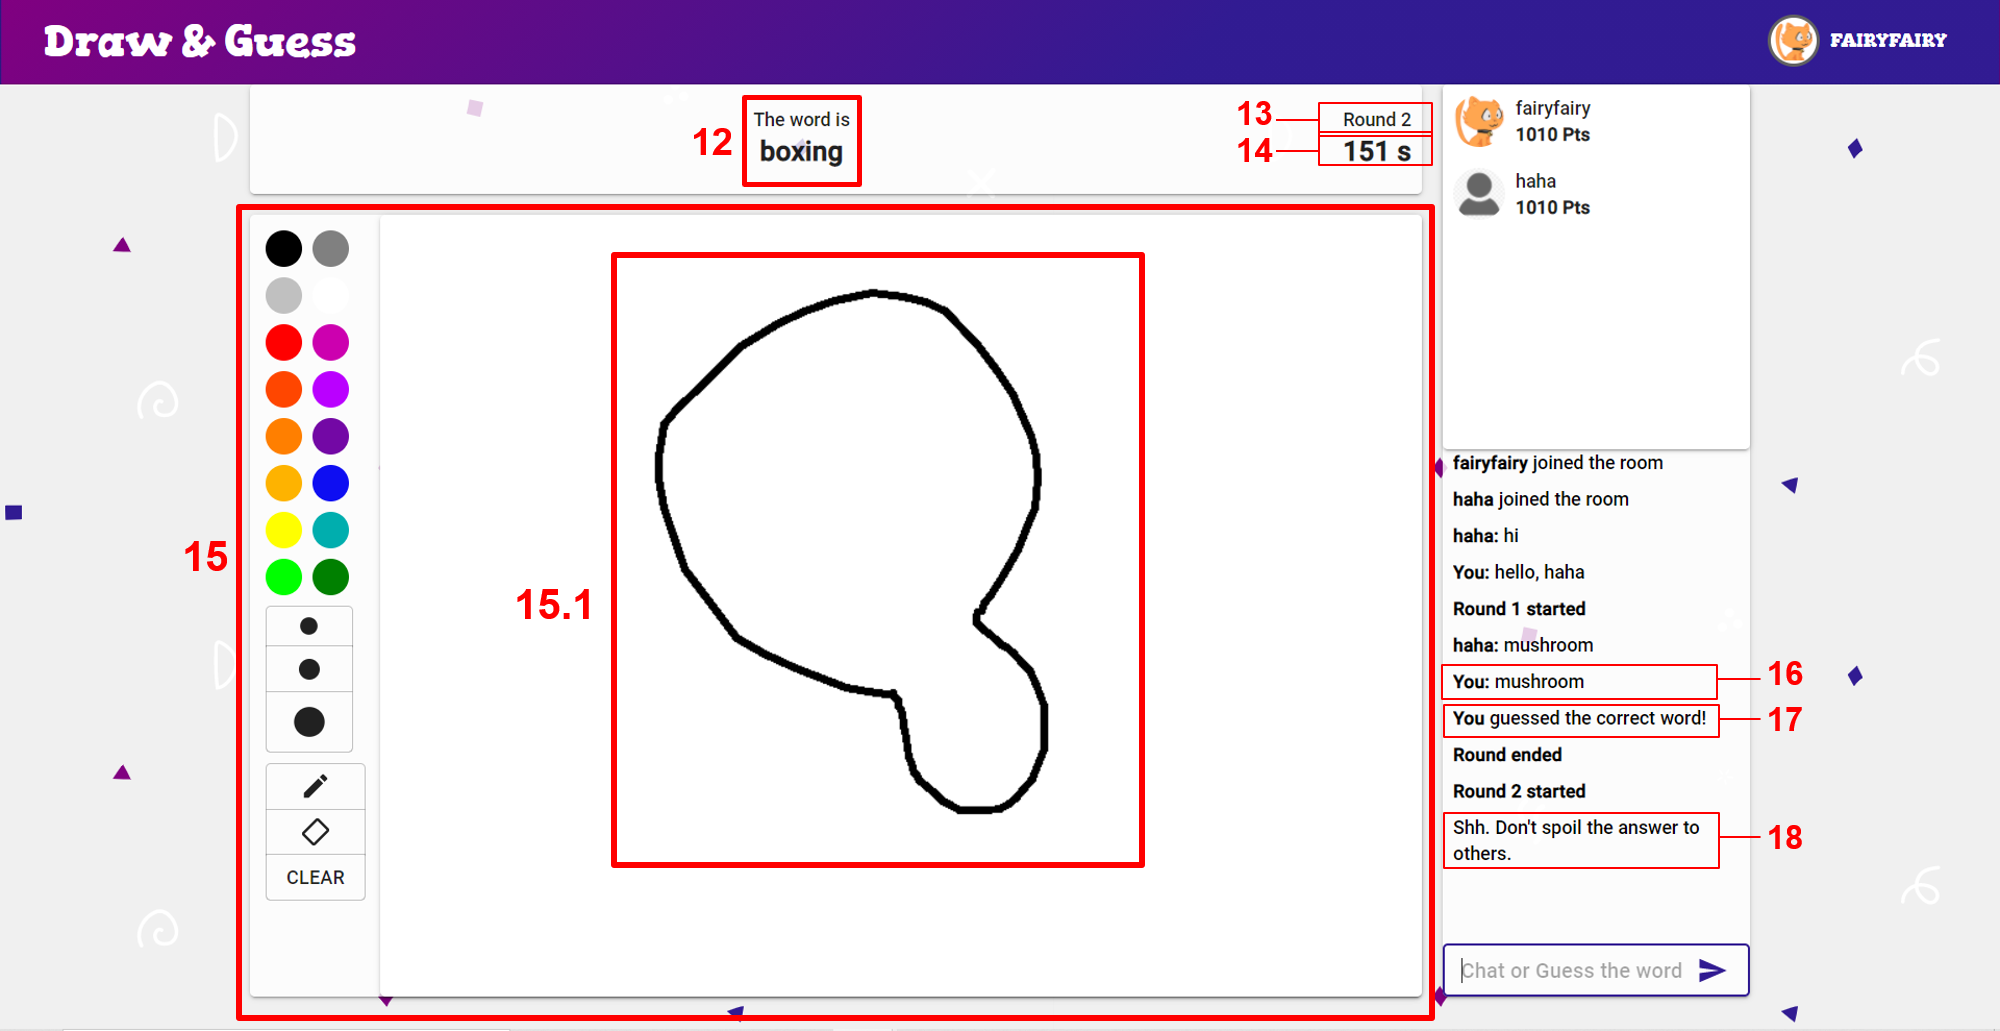 Draw & Guess
FAIRYFAIRY
12
The word is
boxing
13
Round 2
14
151 s
fairyfairy
1010 Pts
haha
1010 Pts
15
15.1
CLEAR
fairyfairy joined the room
haha joined the room
haha: hi
You: hello, haha
Round 1 started
haha: mushroom
You: mushroom
16
You guessed the correct word!
17
Round ended
Round 2 started
Shh. Don't spoil the answer to
others.
18
Chat or Guess the word